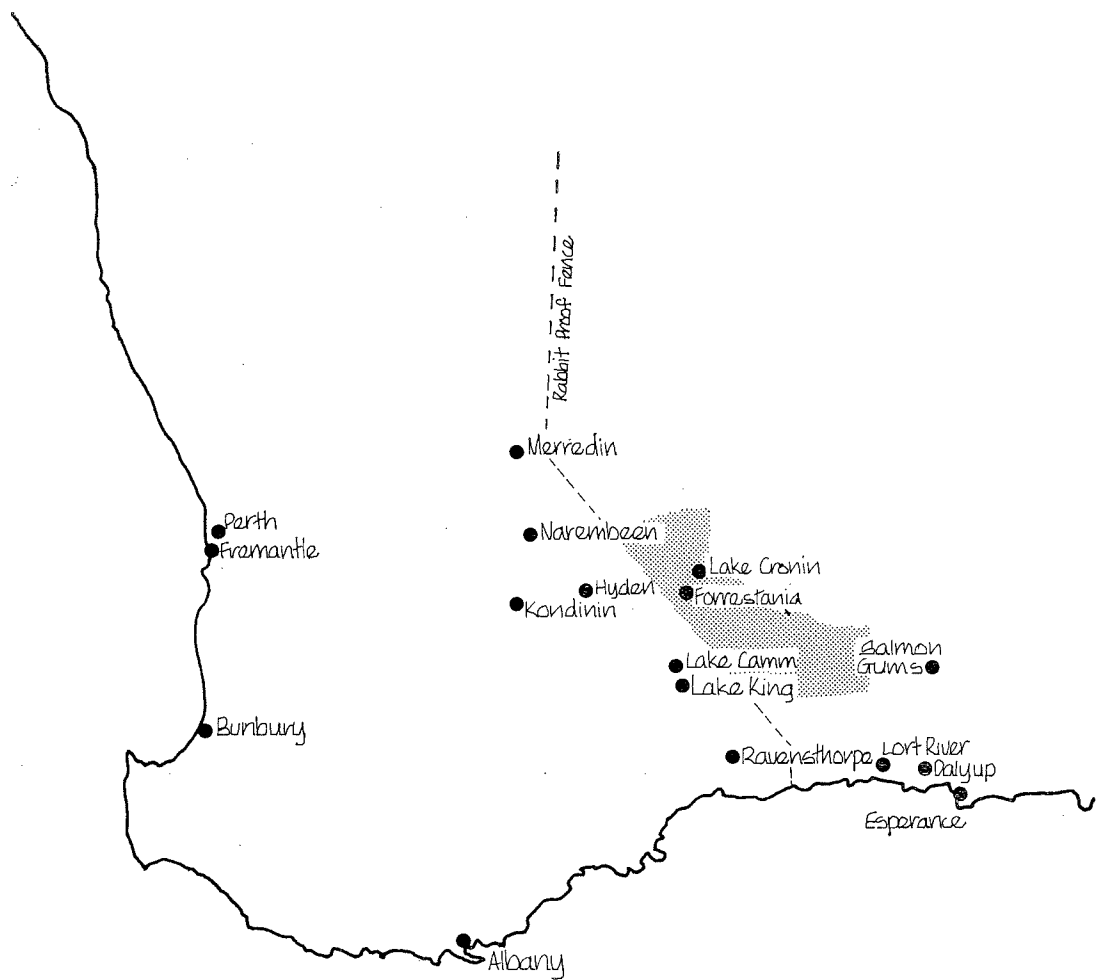 Rabbit Proof Fence
Merredin
Perth
Fremantle
Narembeen
Lake Cronin
Hyden
Forrestania
Kondinin
Salmon
Gums
Lake Camm
Lake King
Bunbury
Ravensthorpe
Lort River
Dalyup
Esperance
Albany